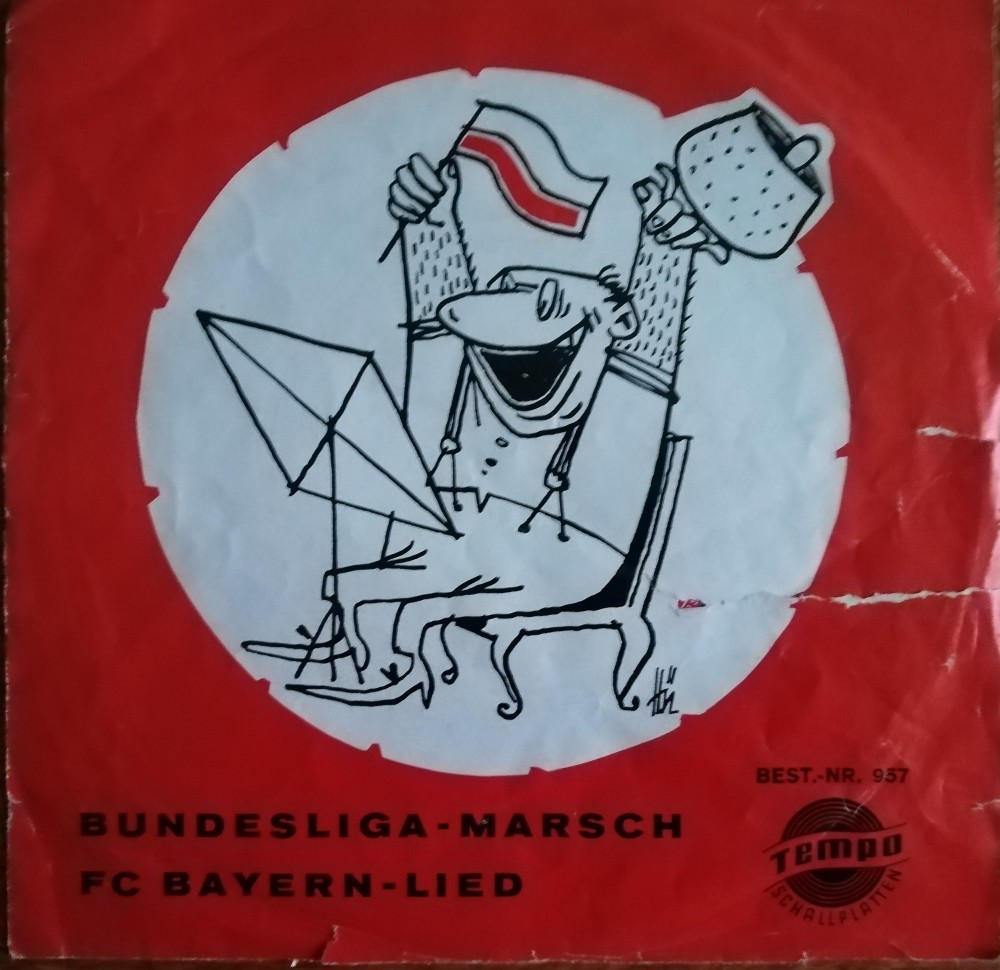 BEST.-NR. 957
BUNDESLIGA-MARSCH
FC BAYERN-LIED
Tempo
SCHALLPLATTEN